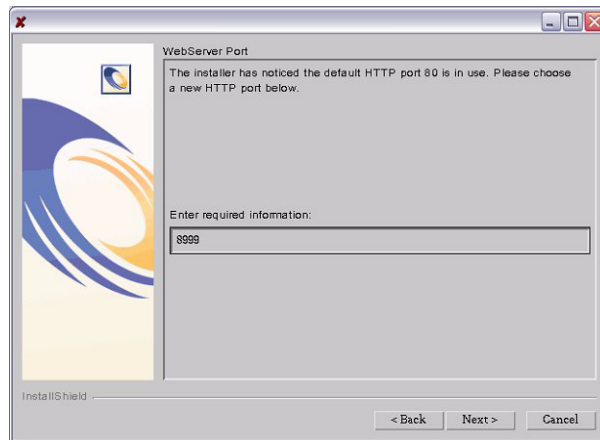 WebServer Port
The installer has noticed the default HTTP port 80 is in use. Please choose
a new HTTP port below.
Enter required information:
8999
InstallShield
< Back
Next >
Cancel